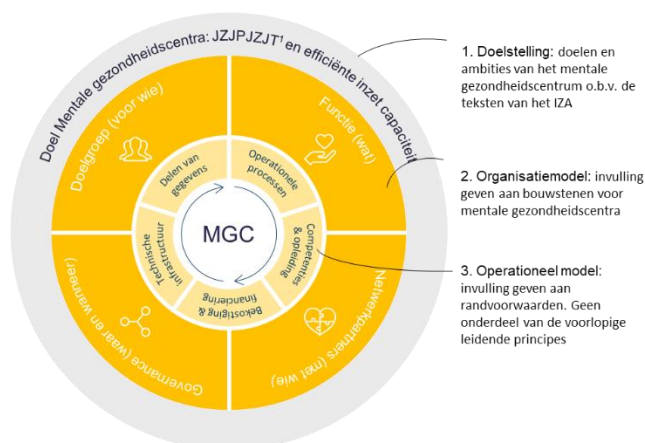 Doel Mentale gezondheidscentra: JZJPJZJT¹ en efficiënte inzet capaciteit
Doelgroep (voor wie)
Functie (wat)
Delen van
gegevens
Operationele
processen
Technische
infrastructuur
MGC
Competenties
& opleiding
Bekostiging &
financiering
Governance (waar en wanneer)
Netwerkpartners (met wie)
1. Doelstelling: doelen en
ambities van het mentale
gezondheidscentrum o.b.v. de
teksten van het IZA
2. Organisatiemodel: invulling
geven aan bouwstenen voor
mentale gezondheidscentra
3. Operationeel model:
invulling geven aan
randvoorwaarden. Geen
onderdeel van de voorlopige
leidende principes